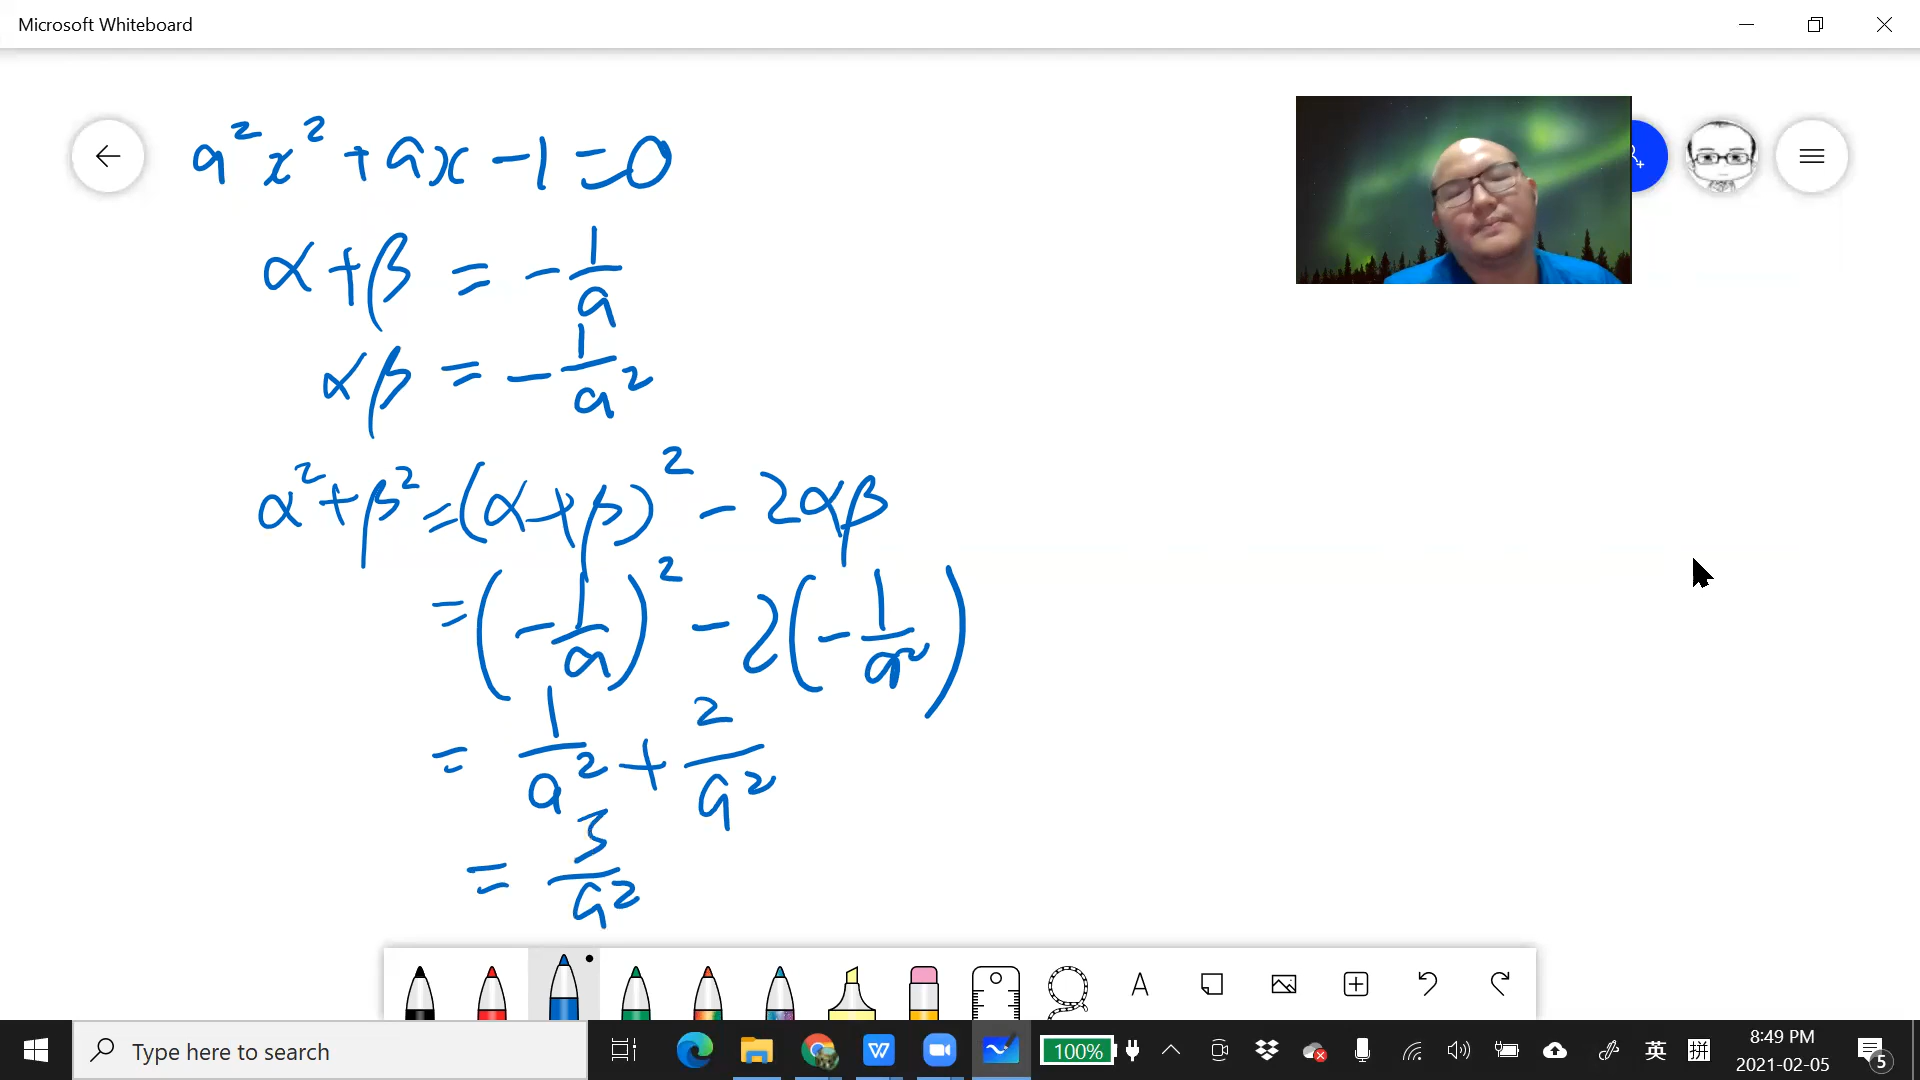 Microsoft Whiteboard
a²x² + ax - 1 = 0
α + β = - 1/a
αβ = - 1/a²
α² + β² = (α + β)² - 2αβ
= (- 1/a)² - 2(- 1/a²)
= 1/a² + 2/a²
= 3/a²
A
Type here to search
100%
英
拼
8:49 PM
2021-02-05
5